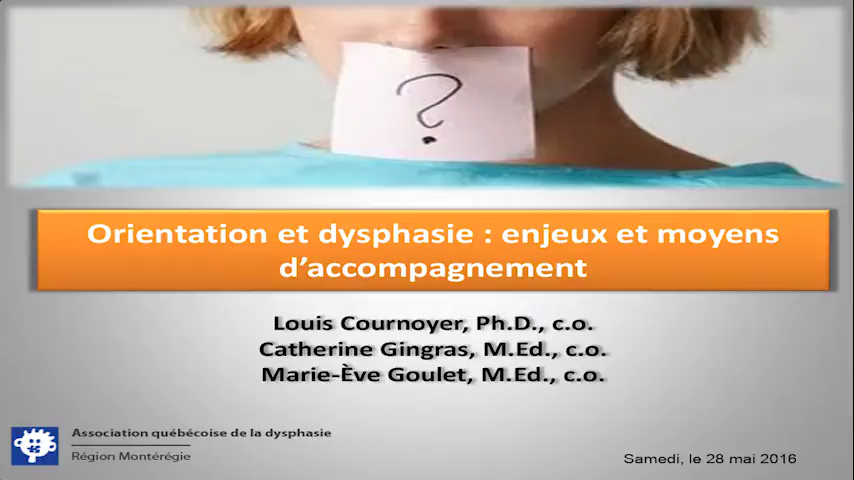 ?
Orientation et dysphasie : enjeux et moyens
d'accompagnement
Louis Cournoyer, Ph.D., c.o.
Catherine Gingras, M.Ed., c.o.
Marie-Ève Goulet, M.Ed., c.o.
Association québécoise de la dysphasie
Région Montérégie
Samedi, le 28 mai 2016